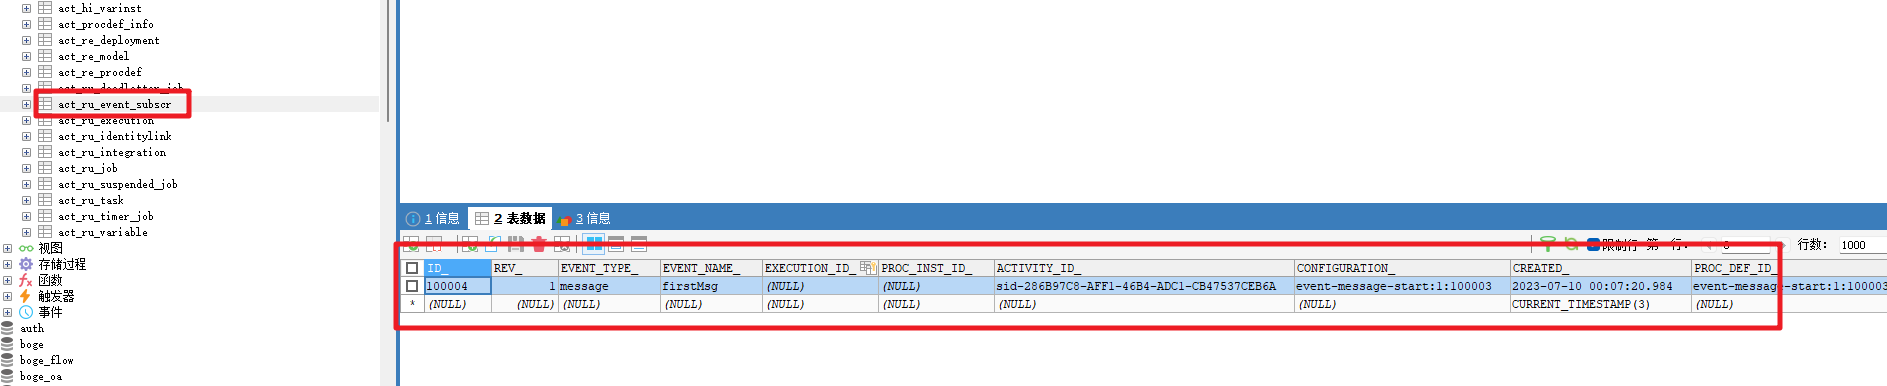 act_hi_varinst
act_procdef_info
act_re_deployment
act_re_model
act_re_procdef
act_ru_deadletter_job
act_ru_event_subscr
act_ru_execution
act_ru_identitylink
act_ru_integration
act_ru_job
act_ru_suspended_job
act_ru_task
act_ru_timer_job
act_ru_variable
视图
存储过程
函数
触发器
事件
auth
boge
boge_flow
boge_oa
1 信息 2 表数据 3 信息
限制行 第一行: 0 行数: 1000
ID_ REV_ EVENT_TYPE_ EVENT_NAME_ EXECUTION_ID_ PROC_INST_ID_ ACTIVITY_ID_ CONFIGURATION_ CREATED_ PROC_DEF_ID_
100004 1 message firstMsg (NULL) (NULL) sid-286B97C8-AFF1-46B4-ADC1-CB47537CEB6A event-message-start:1:100003 2023-07-10 00:07:20.984 event-message-start:1:100003
* (NULL) (NULL) (NULL) (NULL) (NULL) (NULL) (NULL) (NULL) CURRENT_TIMESTAMP(3) (NULL)